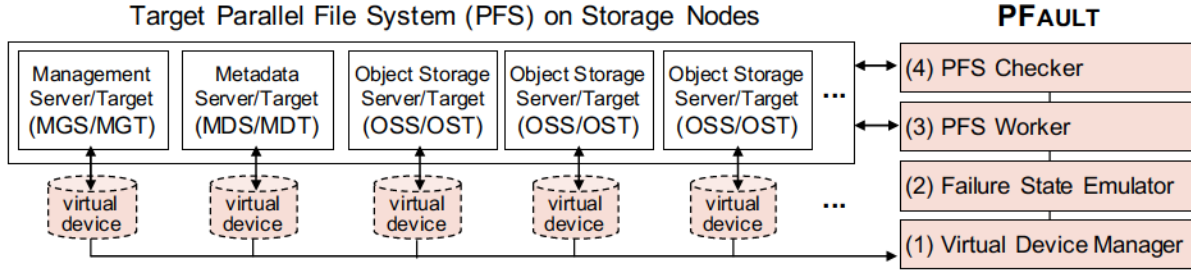 Target Parallel File System (PFS) on Storage Nodes
PFAULT
Management
Server/Target
(MGS/MGT)
Metadata
Server/Target
(MDS/MDT)
Object Storage
Server/Target
(OSS/OST)
Object Storage
Server/Target
(OSS/OST)
Object Storage
Server/Target
(OSS/OST)
...
virtual
device
virtual
device
virtual
device
virtual
device
virtual
device
...
(4) PFS Checker
(3) PFS Worker
(2) Failure State Emulator
(1) Virtual Device Manager